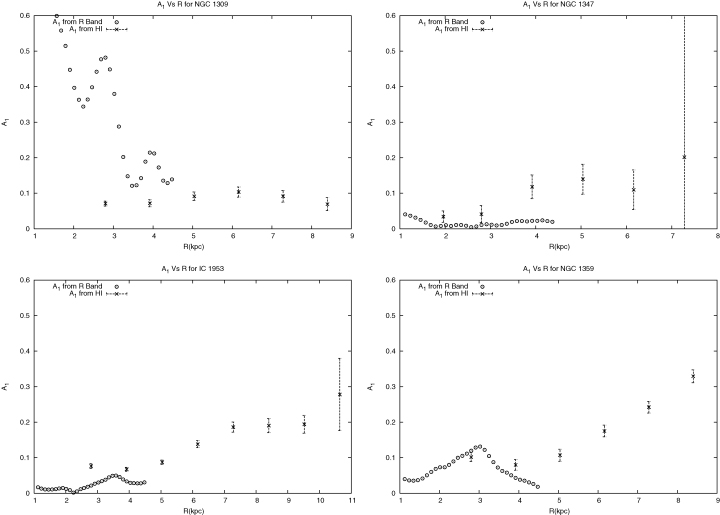 A1 Vs R for NGC 1309
A1 from R Band
A1 from HI
0.6
0.5
0.4
0.3
0.2
0.1
0
A1
1 2 3 4 5 6 7 8 9
R(kpc)
A1 Vs R for NGC 1347
A1 from R Band
A1 from HI
0.6
0.5
0.4
0.3
0.2
0.1
0
A1
1 2 3 4 5 6 7 8
R(kpc)
A1 Vs R for IC 1953
A1 from R Band
A1 from HI
0.6
0.5
0.4
0.3
0.2
0.1
0
A1
1 2 3 4 5 6 7 8 9 10 11
R(kpc)
A1 Vs R for NGC 1359
A1 from R Band
A1 from HI
0.6
0.5
0.4
0.3
0.2
0.1
0
A1
1 2 3 4 5 6 7 8 9
R(kpc)